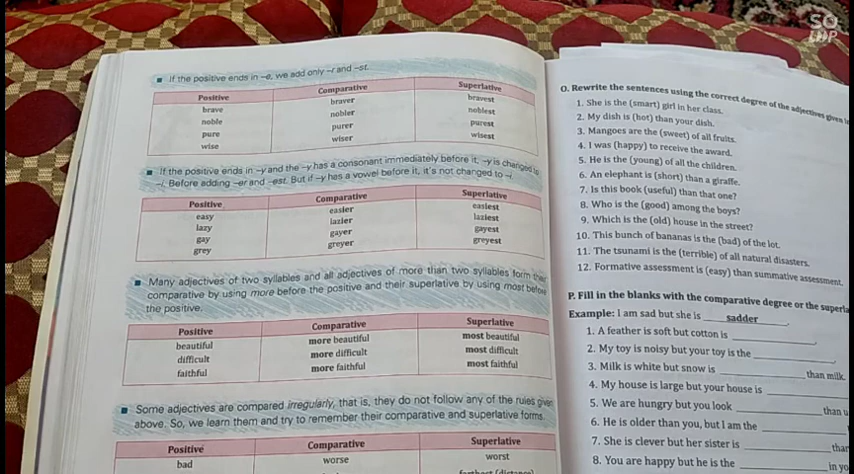 SQ
LHP
■ If the positive ends in –e, we add only –r and –st.
Positive Comparative Superlative
brave braver bravest
noble nobler noblest
pure purer purest
wise wiser wisest
■ If the positive ends in –y and the –y has a consonant immediately before it, –y is changed to
–i. Before adding –er and –est. But if –y has a vowel before it, it's not changed to –i.
Positive Comparative Superlative
easy easier easiest
lazy lazier laziest
gay gayer gayest
grey greyer greyest
■ Many adjectives of two syllables and all adjectives of more than two syllables form their
comparative by using more before the positive and their superlative by using most before
the positive.
Positive Comparative Superlative
beautiful more beautiful most beautiful
difficult more difficult most difficult
faithful more faithful most faithful
■ Some adjectives are compared irregularly, that is, they do not follow any of the rules given
above. So, we learn them and try to remember their comparative and superlative forms.
Positive Comparative Superlative
bad worse worst
O. Rewrite the sentences using the correct degree of the adjectives given
1. She is the (smart) girl in her class.
2. My dish is (hot) than your dish.
3. Mangoes are the (sweet) of all fruits.
4. I was (happy) to receive the award.
5. He is the (young) of all the children.
6. An elephant is (short) than a giraffe.
7. Is this book (useful) than that one?
8. Who is the (good) among the boys?
9. Which is the (old) house in the street?
10. This bunch of bananas is the (bad) of the lot.
11. The tsunami is the (terrible) of all natural disasters.
12. Formative assessment is (easy) than summative assessment.
P. Fill in the blanks with the comparative degree or the superla
Example: I am sad but she is sadder.
1. A feather is soft but cotton is ____.
2. My toy is noisy but your toy is the ____.
3. Milk is white but snow is ____ than milk.
4. My house is large but your house is ____
5. We are hungry but you look ____ than u
6. He is older than you, but I am the ____
7. She is clever but her sister is ____ than
8. You are happy but he is the ____ in yo